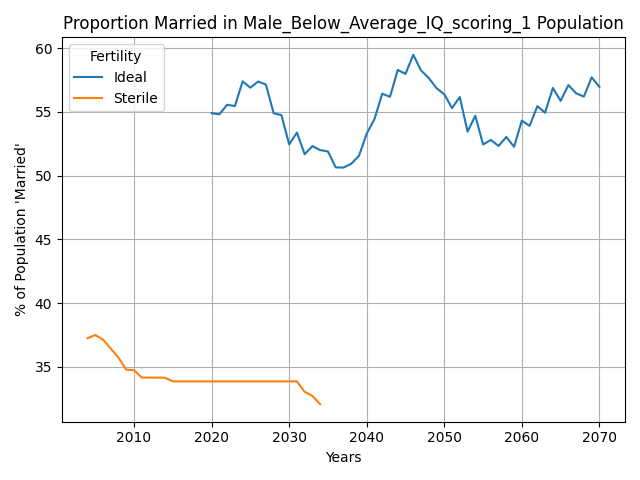 Proportion Married in Male_Below_Average_IQ_scoring_1 Population
Fertility
Ideal
Sterile
% of Population 'Married'
60
55
50
45
40
35
2010
2020
2030
2040
2050
2060
2070
Years